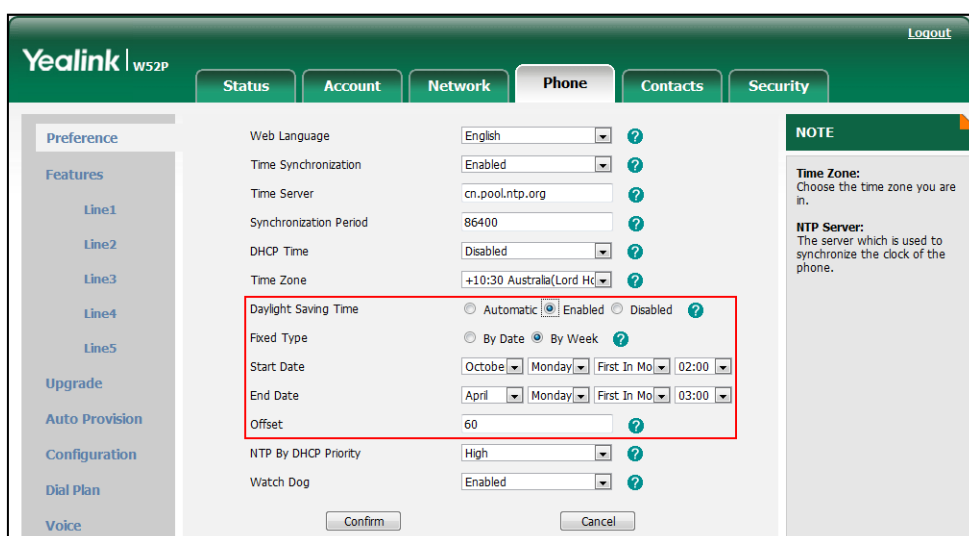 Logout
Yealink | W52P
Status Account Network Phone Contacts Security
Preference
Features
Line1
Line2
Line3
Line4
Line5
Upgrade
Auto Provision
Configuration
Dial Plan
Voice
Web Language English ?
Time Synchronization Enabled ?
Time Server cn.pool.ntp.org ?
Synchronization Period 86400 ?
DHCP Time Disabled ?
Time Zone +10:30 Australia(Lord Ho ?
Daylight Saving Time Automatic Enabled Disabled ?
Fixed Type By Date By Week ?
Start Date Octobe Monday First In Mo 02:00
End Date April Monday First In Mo 03:00
Offset 60 ?
NTP By DHCP Priority High ?
Watch Dog Enabled ?
Confirm Cancel
NOTE
Time Zone:
Choose the time zone you are
in.
NTP Server:
The server which is used to
synchronize the clock of the
phone.